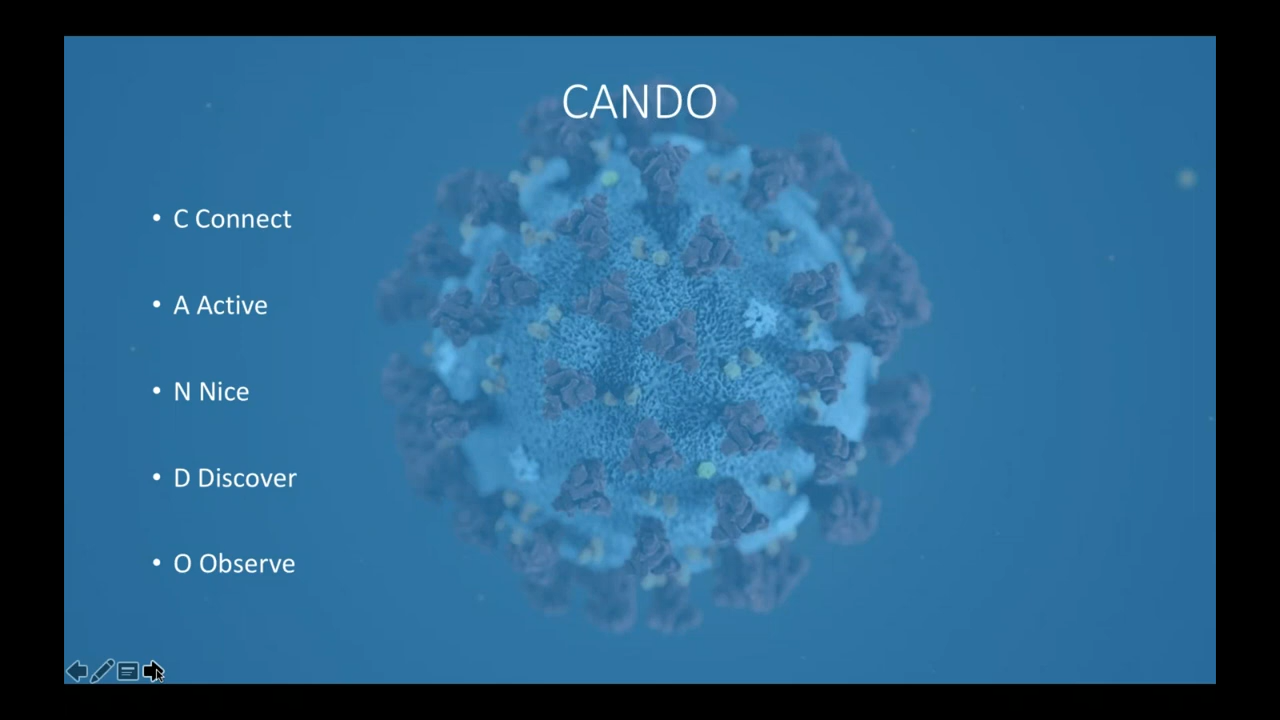 CANDO
• C Connect
• A Active
• N Nice
• D Discover
• O Observe